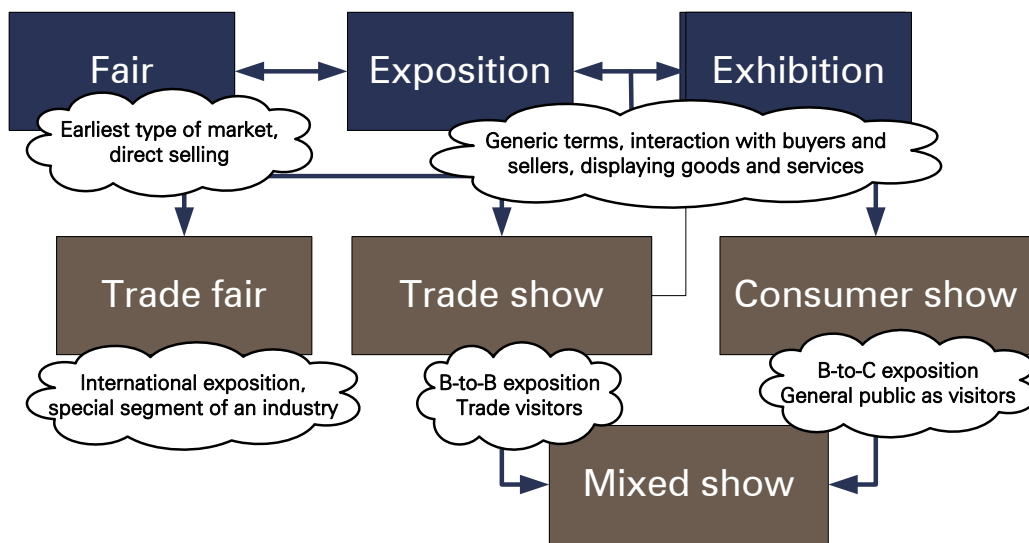 Fair
Exposition
Exhibition
Earliest type of market,
direct selling
Generic terms, interaction with buyers and
sellers, displaying goods and services
Trade fair
Trade show
Consumer show
International exposition,
special segment of an industry
B-to-B exposition
Trade visitors
B-to-C exposition
General public as visitors
Mixed show